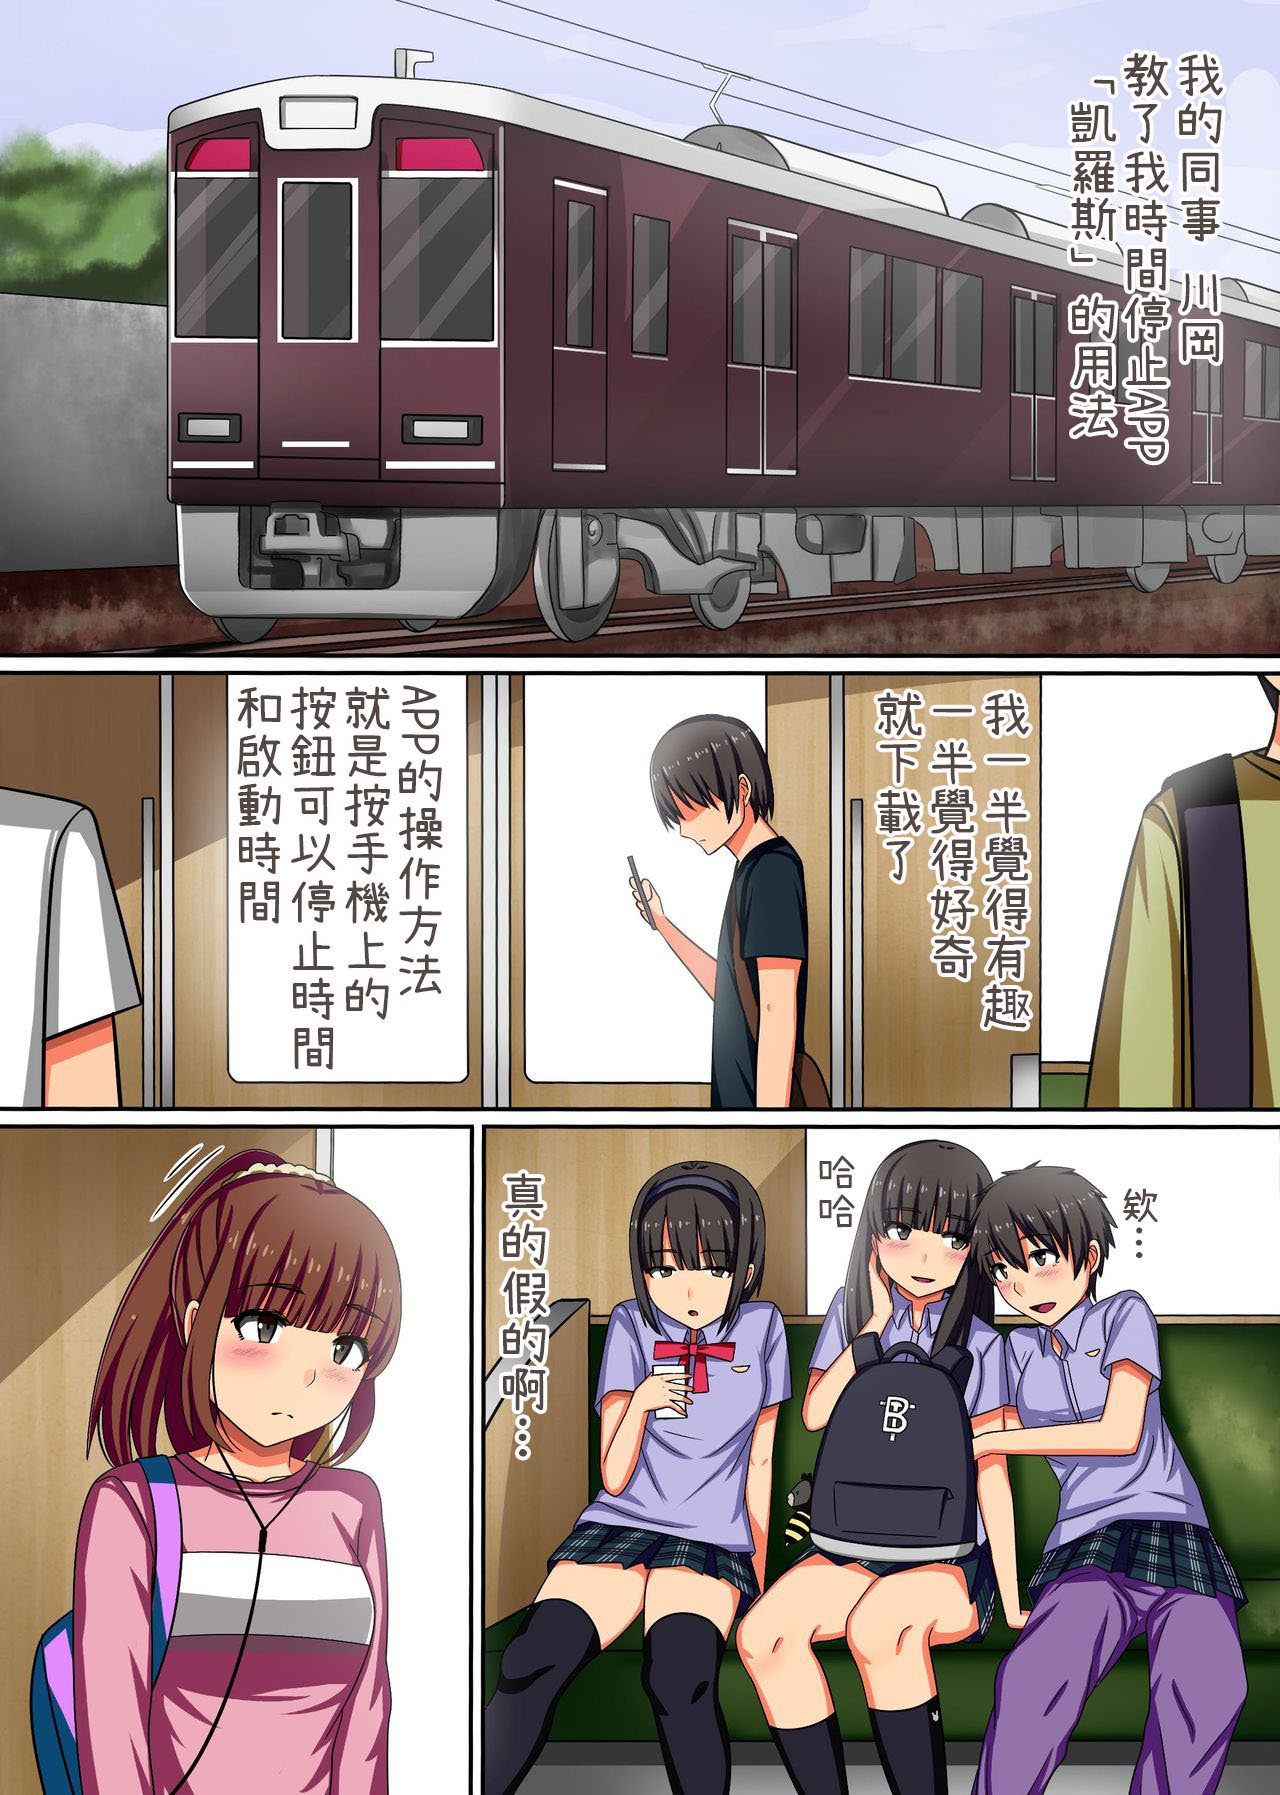 我的同事　川岡
教了我時間停止APP
「凱羅斯」的用法
我一半覺得有趣
一半覺得好奇
就下載了
APP的操作方法
就是按手機上的
按鈕可以停止時間
和啟動時間
欸…
哈哈
真的假的啊…
B